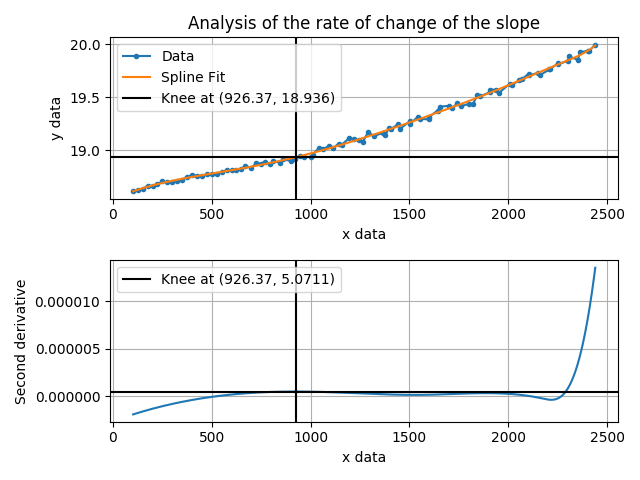 Analysis of the rate of change of the slope
20.0
19.5
19.0
y data
Data
Spline Fit
Knee at (926.37, 18.936)
0 500 1000 1500 2000 2500
x data
0.000010
0.000005
0.000000
Second derivative
Knee at (926.37, 5.0711)
0 500 1000 1500 2000 2500
x data